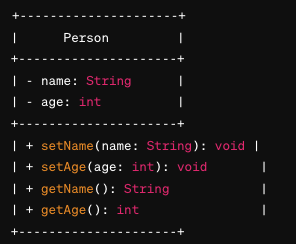 +---------------------+
|      Person         |
+---------------------+
| - name: String      |
| - age: int          |
+---------------------+
| + setName(name: String): void |
| + setAge(age: int): void       |
| + getName(): String            |
| + getAge(): int                |
+---------------------+